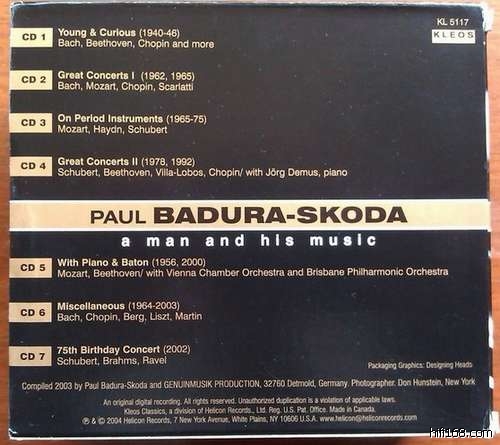 KL 5117
KLEOS
CD 1 Young & Curious (1940-46)
Bach, Beethoven, Chopin and more
CD 2 Great Concerts I (1962, 1965)
Bach, Mozart, Chopin, Scarlatti
CD 3 On Period Instruments (1965-75)
Mozart, Haydn, Schubert
CD 4 Great Concerts II (1978, 1992)
Schubert, Beethoven, Villa-Lobos, Chopin/ with Jörg Demus, piano
PAUL BADURA-SKODA
a man and his music
CD 5 With Piano & Baton (1956, 2000)
Mozart, Beethoven/ with Vienna Chamber Orchestra and Brisbane Philharmonic Orchestra
CD 6 Miscellaneous (1964-2003)
Bach, Chopin, Berg, Liszt, Martin
CD 7 75th Birthday Concert (2002)
Schubert, Brahms, Ravel
Packaging Graphics: Designing Heads
Compiled 2003 by Paul Badura-Skoda and GENUINMUSIK PRODUCTION, 32760 Detmold, Germany. Photographer: Don Hunstein, New York
An original digital recording. All rights reserved. Unauthorized duplication is a violation of applicable laws.
Kleos Classics, a division of Helicon Records, Ltd. Reg. U.S. Pat. Office. Made in Canada.
℗ & © 2004 Helicon Records, White Plains, NY 10606 U.S.A. www.helicon@heliconrecords.com
hifi168.com